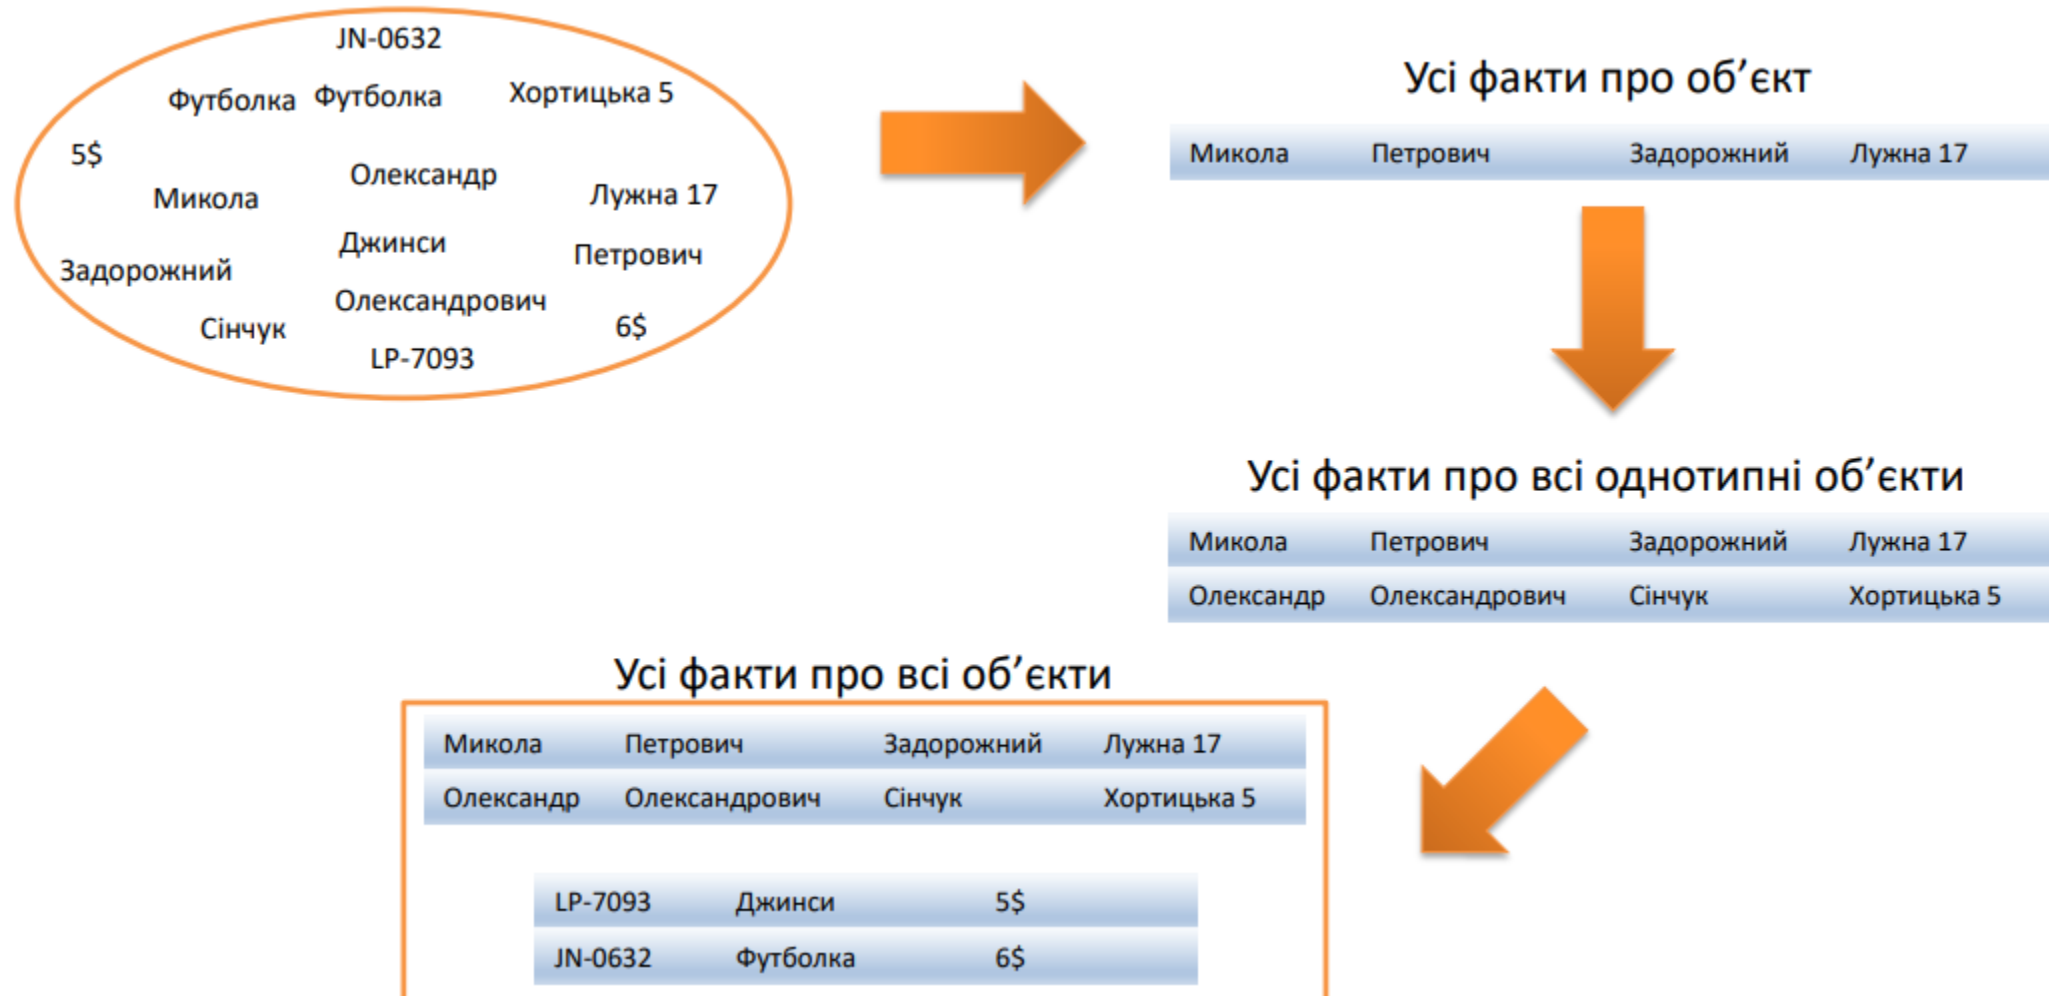 JN-0632
Футболка Футболка Хортицька 5
5$
Олександр
Микола Лужна 17
Джинси
Петрович
Задорожний
Олександрович
Сінчук 6$
LP-7093
Усі факти про об’єкт
Микола Петрович Задорожний Лужна 17
Усі факти про всі однотипні об’єкти
Микола Петрович Задорожний Лужна 17
Олександр Олександрович Сінчук Хортицька 5
Усі факти про всі об’єкти
Микола Петрович Задорожний Лужна 17
Олександр Олександрович Сінчук Хортицька 5
LP-7093 Джинси 5$
JN-0632 Футболка 6$